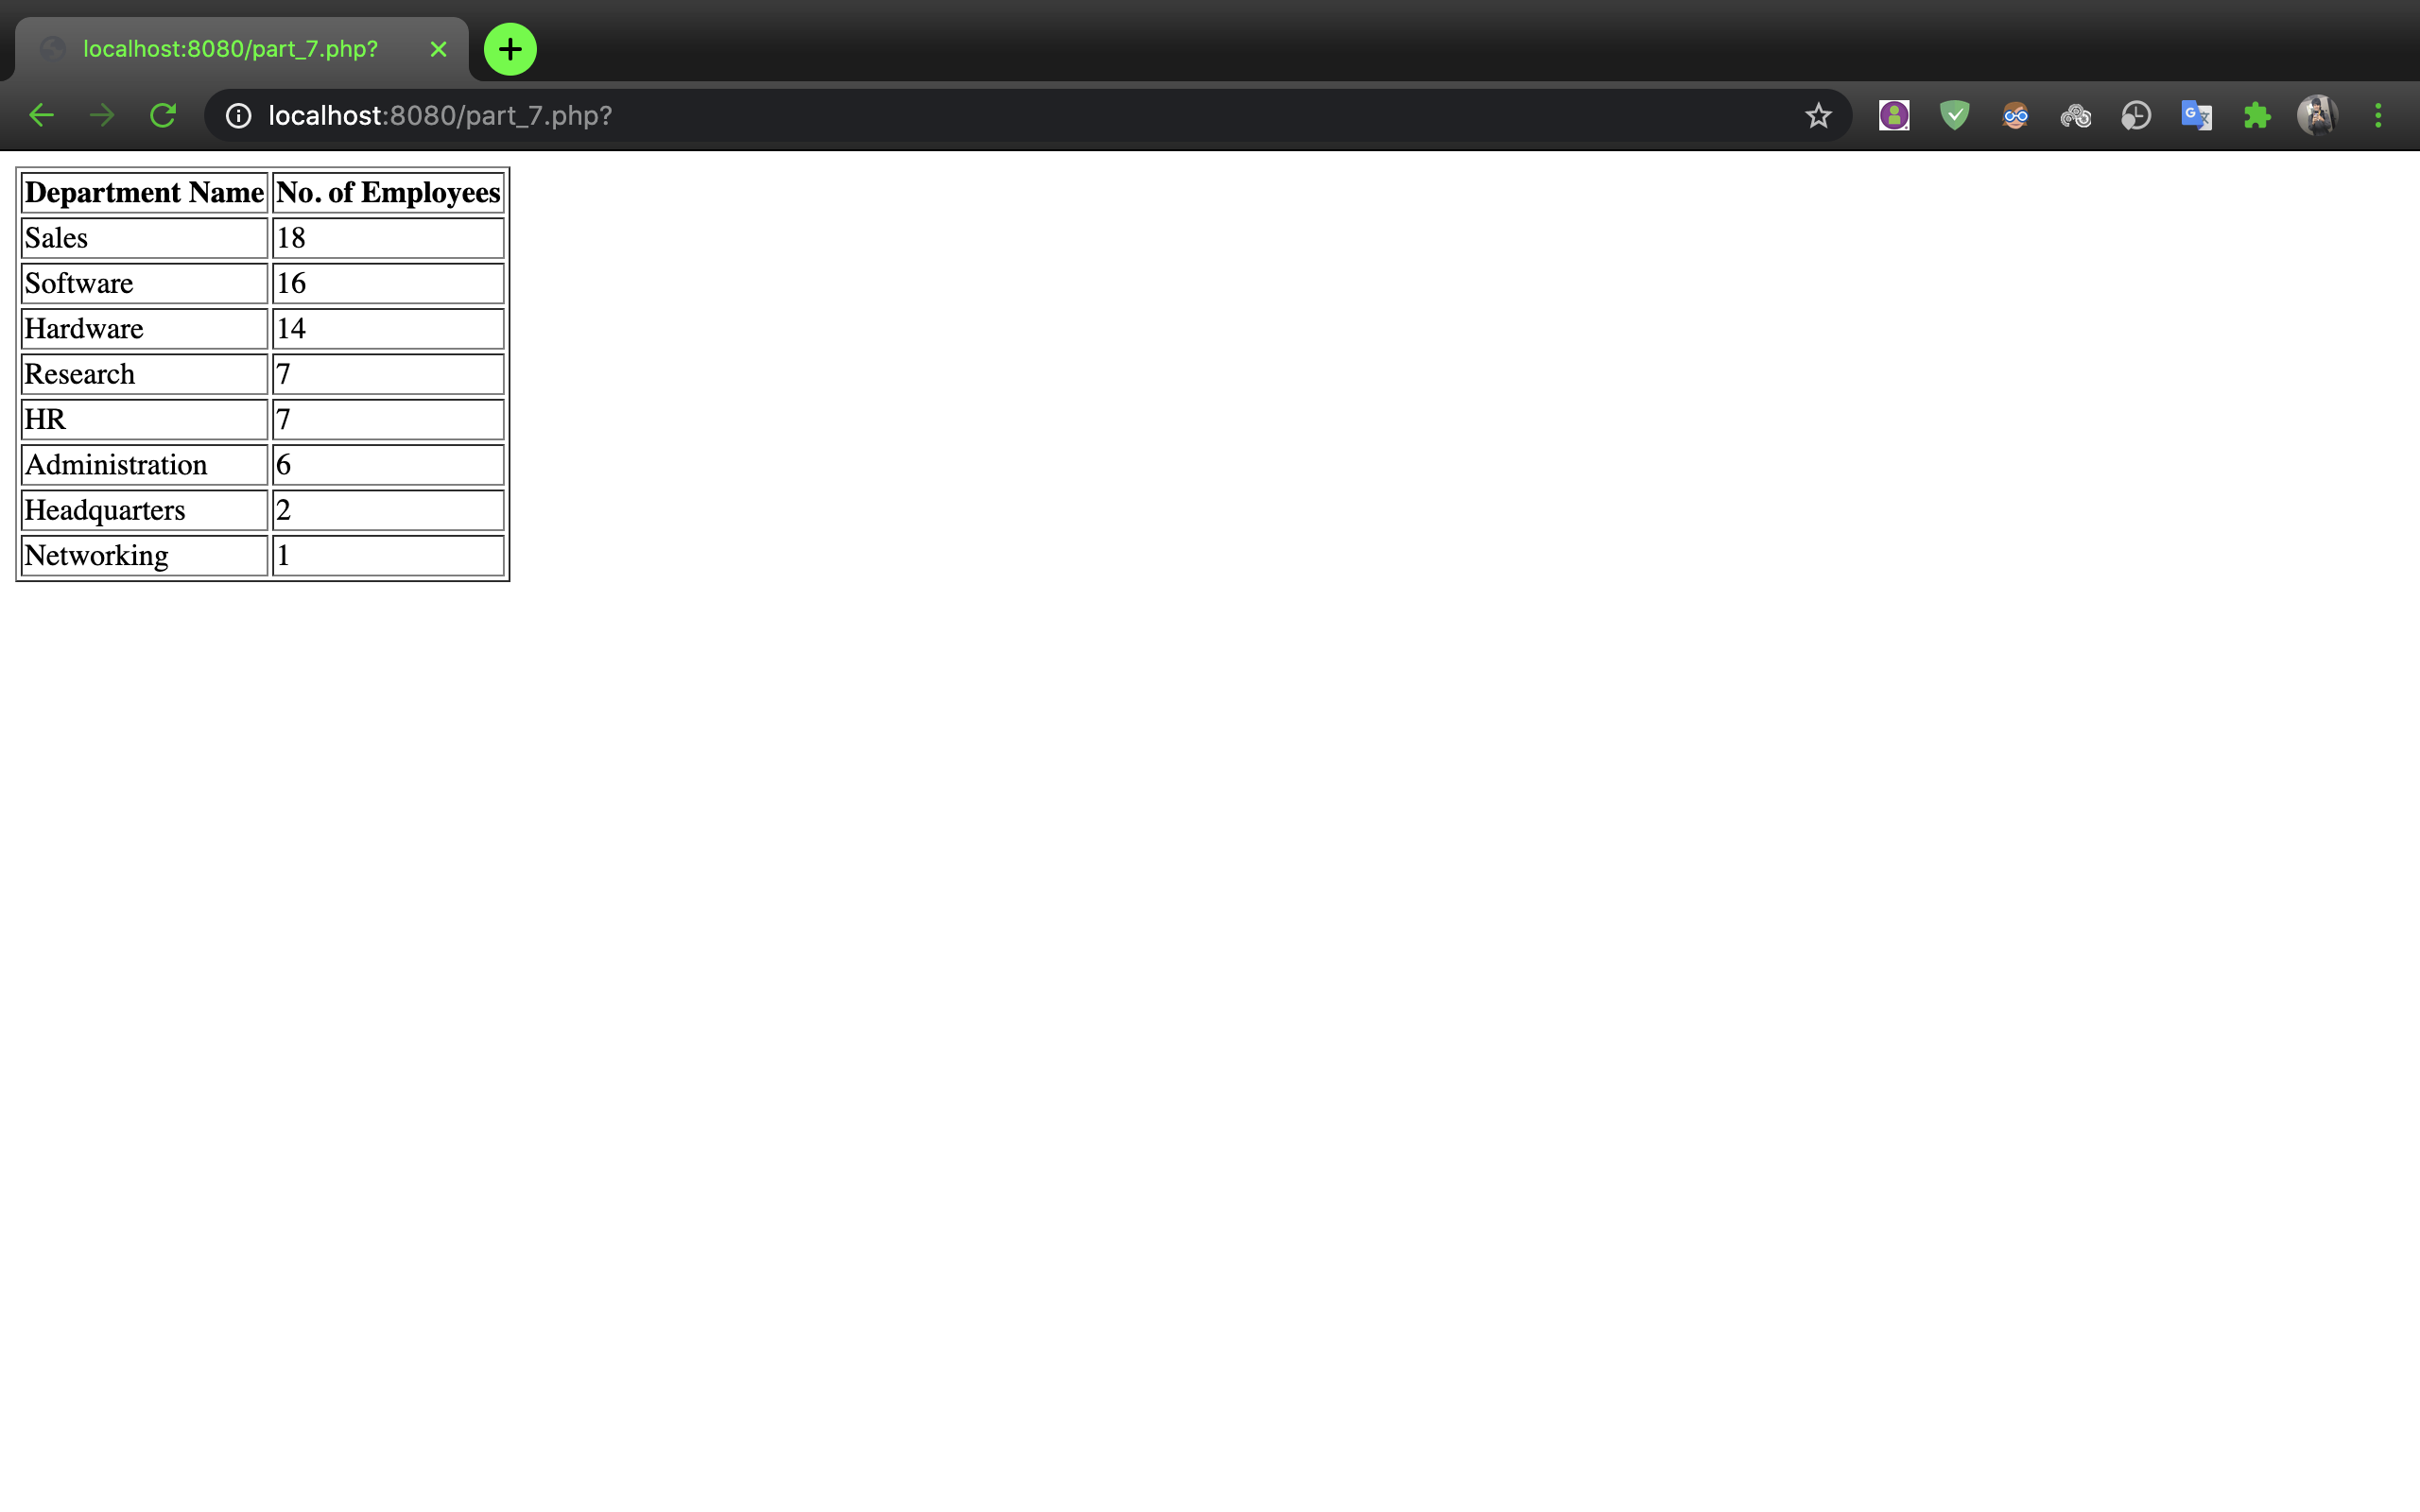 localhost:8080/part_7.php?
localhost:8080/part_7.php?
Department Name No. of Employees
Sales 18
Software 16
Hardware 14
Research 7
HR 7
Administration 6
Headquarters 2
Networking 1